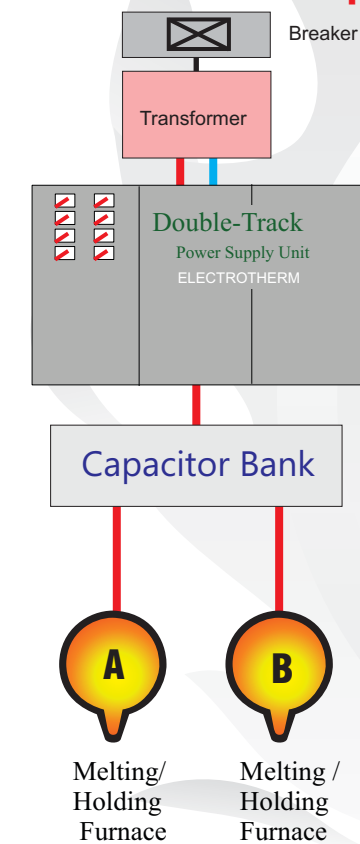 Breaker
Transformer
Double-Track
Power Supply Unit
ELECTROTHERM
Capacitor Bank
A
B
Melting/
Holding
Furnace
Melting /
Holding
Furnace